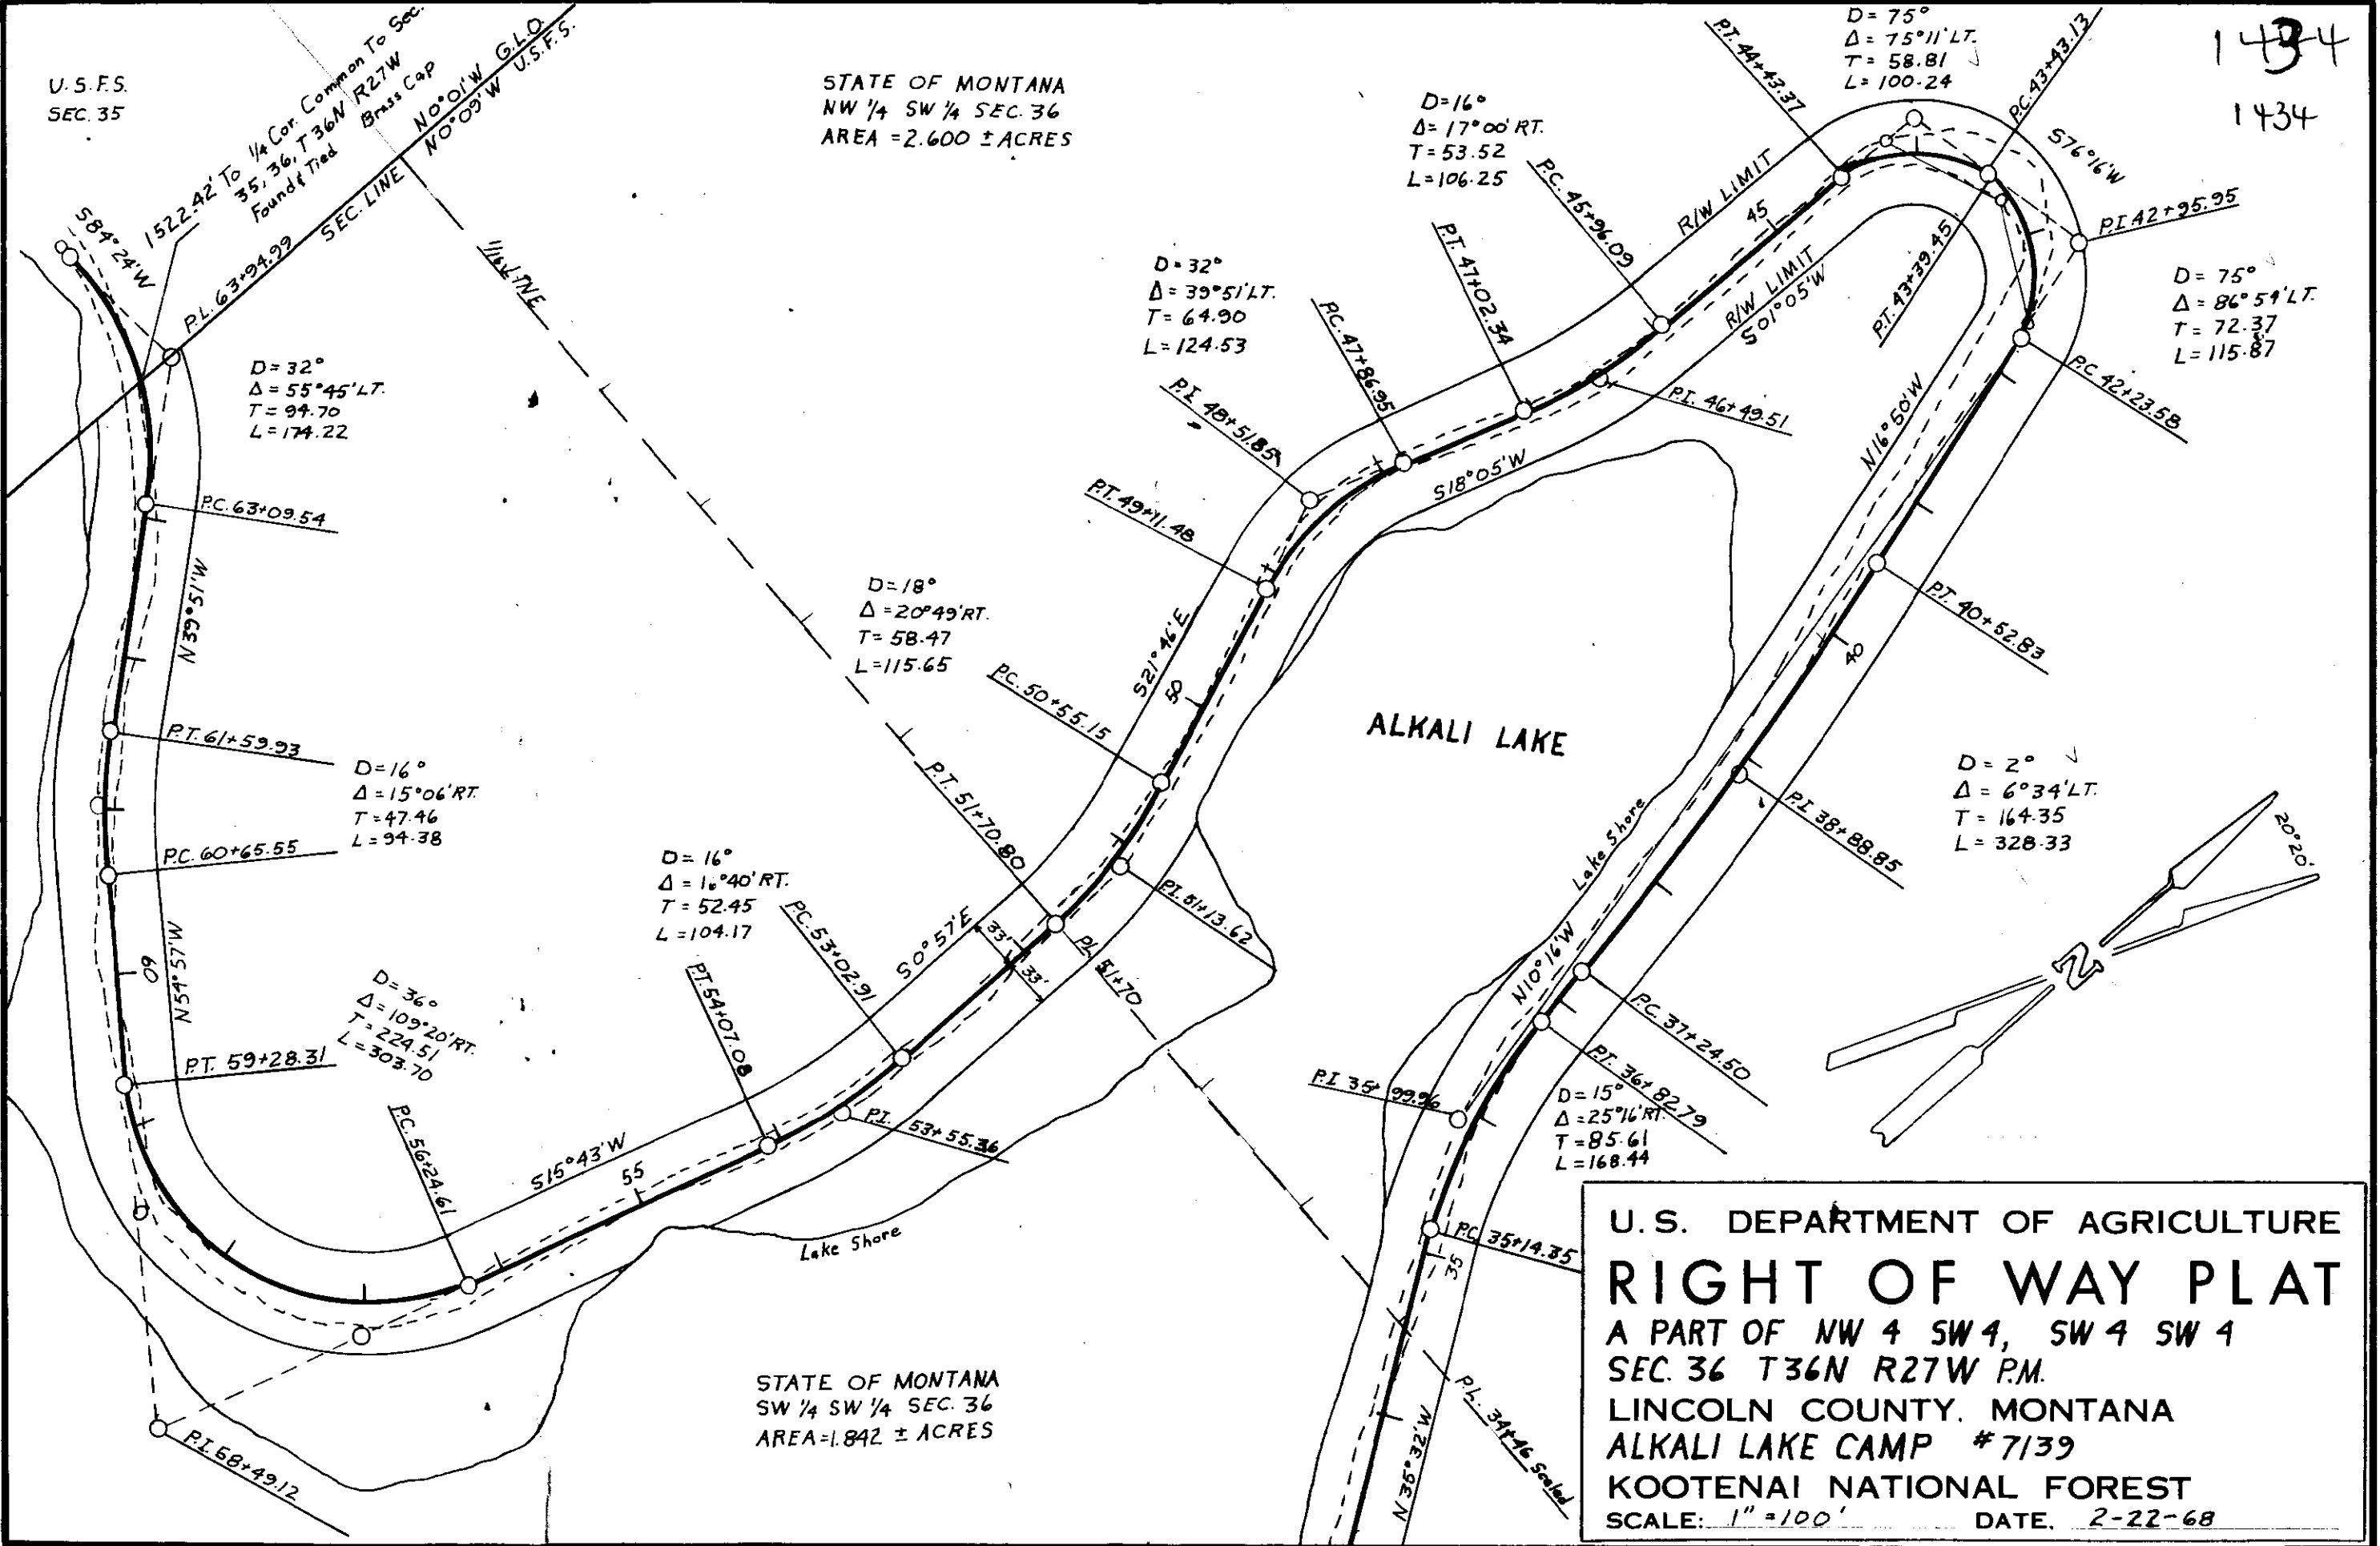 U.S.F.S.
SEC. 35
1522.42' To 1/4 Cor. Common To Sec.
35, 36, T36N R27W
Found & Tied Brass Cap
N0°01'W G.L.O.
N0°09'W U.S.F.S.
SEC. LINE
P.L. 63+94.99
S84°24'W
1/16 LINE
STATE OF MONTANA
NW 1/4 SW 1/4 SEC. 36
AREA = 2.600 ± ACRES
D=16°
Δ= 17°00' RT.
T= 53.52
L=106.25
P.C. 45+96.09
P.T. 44+43.37
D= 75°
Δ= 75°11' LT.
T= 58.81
L= 100.24
P.C. 43+43.13
1434
1434
S76°16'W
P.I. 42+95.95
R/W LIMIT
45
R/W LIMIT
S01°05'W
P.T. 43+39.45
D= 75°
Δ= 86°54' LT.
T= 72.37
L= 115.87
P.C. 42+23.58
P.T. 47+02.34
D=32°
Δ= 39°51' LT.
T= 64.90
L=124.53
P.C. 47+86.95
P.I. 48+51.85
P.I. 46+49.51
N16°50'W
S18°05'W
P.T. 49+11.48
D=32°
Δ=55°45' LT.
T=94.70
L=174.22
P.C. 63+09.54
N39°51'W
D=18°
Δ=20°49' RT.
T=58.47
L=115.65
P.C. 50+55.15
S21°46'E
50
P.T. 40+52.83
40
ALKALI LAKE
P.T. 61+59.93
D=16°
Δ=15°06' RT.
T=47.46
L=94.38
P.C. 60+65.55
P.T. 51+70.80
P.I. 38+88.85
D= 2°
Δ= 6°34' LT.
T= 164.35
L= 328.33
20°20'
N
Lake Shore
D= 16°
Δ= 16°40' RT.
T= 52.45
L=104.17
P.C. 53+02.91
S0°57'E
33'
33'
P.I. 51+13.62
P.L. 51+70
N10°16'W
P.C. 37+24.50
60
N54°57'W
D=36°
Δ=109°20' RT.
T=224.51
L=303.70
P.T. 59+28.31
P.T. 54+07.08
P.I. 53+55.36
P.I. 35+99.96
P.T. 36+82.79
D=15°
Δ=25°16' RT.
T=85.61
L=168.44
P.C. 56+24.61
S15°43'W
55
Lake Shore
P.C. 35+14.35
35
P.I. 58+49.12
STATE OF MONTANA
SW 1/4 SW 1/4 SEC. 36
AREA=1.842 ± ACRES
N35°32'W
P.L. 34+46 Scaled
U.S. DEPARTMENT OF AGRICULTURE
RIGHT OF WAY PLAT
A PART OF NW 4 SW 4, SW 4 SW 4
SEC. 36 T36N R27W P.M.
LINCOLN COUNTY. MONTANA
ALKALI LAKE CAMP #7139
KOOTENAI NATIONAL FOREST
SCALE: 1"=100' DATE. 2-22-68